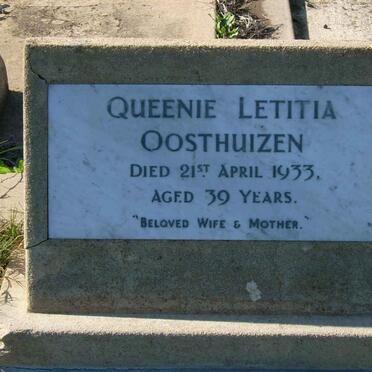 QUEENIE LETITIA
OOSTHUIZEN
DIED 21ST APRIL 1933.
AGED 39 YEARS.
"BELOVED WIFE & MOTHER."